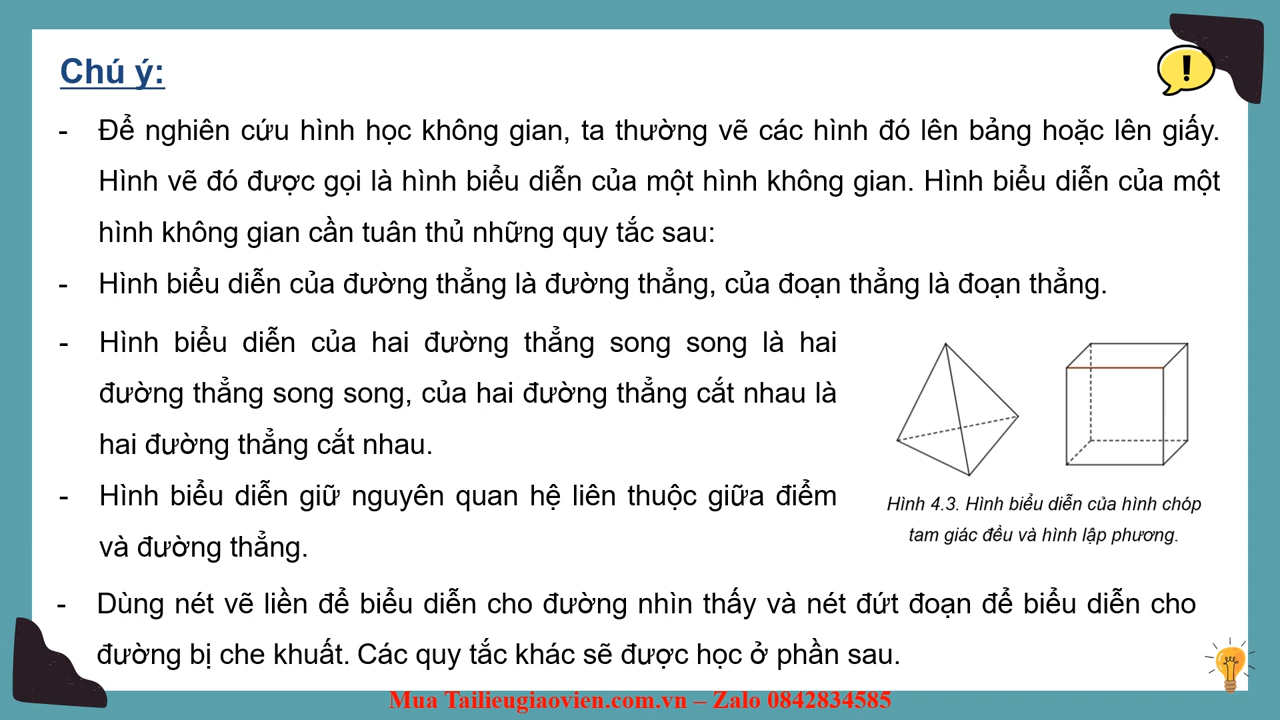 Chú ý:
- Để nghiên cứu hình học không gian, ta thường vẽ các hình đó lên bảng hoặc lên giấy.
Hình vẽ đó được gọi là hình biểu diễn của một hình không gian. Hình biểu diễn của một
hình không gian cần tuân thủ những quy tắc sau:
- Hình biểu diễn của đường thẳng là đường thẳng, của đoạn thẳng là đoạn thẳng.
- Hình biểu diễn của hai đường thẳng song song là hai
đường thẳng song song, của hai đường thẳng cắt nhau là
hai đường thẳng cắt nhau.
- Hình biểu diễn giữ nguyên quan hệ liên thuộc giữa điểm
và đường thẳng.
Hình 4.3. Hình biểu diễn của hình chóp
tam giác đều và hình lập phương.
- Dùng nét vẽ liền để biểu diễn cho đường nhìn thấy và nét đứt đoạn để biểu diễn cho
đường bị che khuất. Các quy tắc khác sẽ được học ở phần sau.
Mua Tailieugiaovien.com.vn – Zalo 0842834585